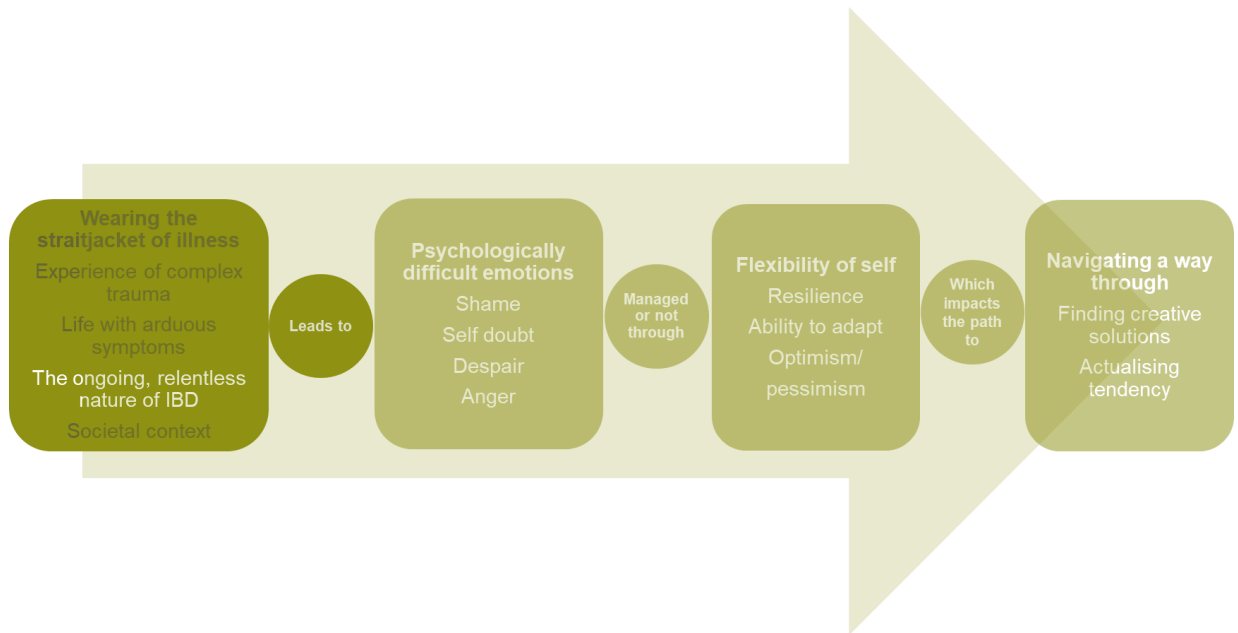 Wearing the
straitjacket of illness
Experience of complex
trauma
Life with arduous
symptoms
The ongoing, relentless
nature of IBD
Societal context
Leads to
Psychologically
difficult emotions
Shame
Self doubt
Despair
Anger
Managed
or not
through
Flexibility of self
Resilience
Ability to adapt
Optimism/
pessimism
Which
impacts
the path
to
Navigating a way
through
Finding creative
solutions
Actualising
tendency